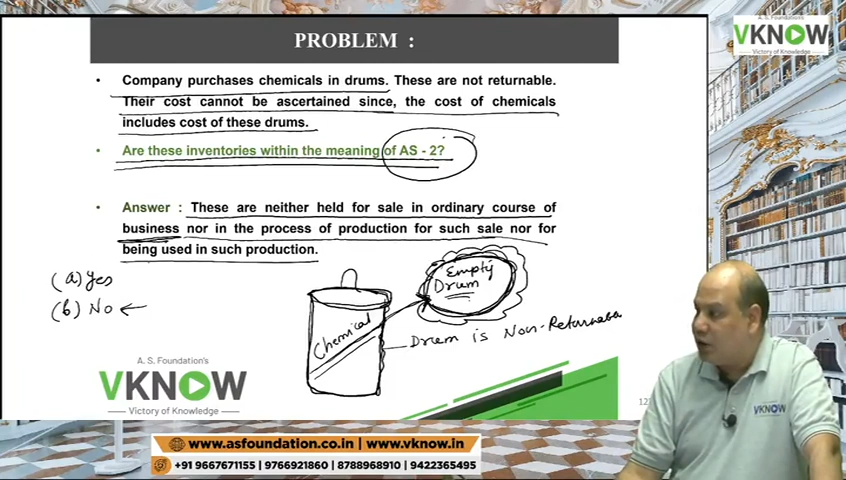 PROBLEM :
A. S. Foundation's
VKNOW
Victory of Knowledge
• Company purchases chemicals in drums. These are not returnable.
Their cost cannot be ascertained since, the cost of chemicals
includes cost of these drums.
• Are these inventories within the meaning of AS - 2?
• Answer : These are neither held for sale in ordinary course of
business nor in the process of production for such sale nor for
being used in such production.
(a) Yes
(b) No ←
Empty
Drum
Chemical
Drum is Non-Returnable
A. S. Foundation's
VKNOW
Victory of Knowledge
VKNOW
www.asfoundation.co.in | www.vknow.in
+91 9667671155 | 9766921860 | 8788968910 | 9422365495